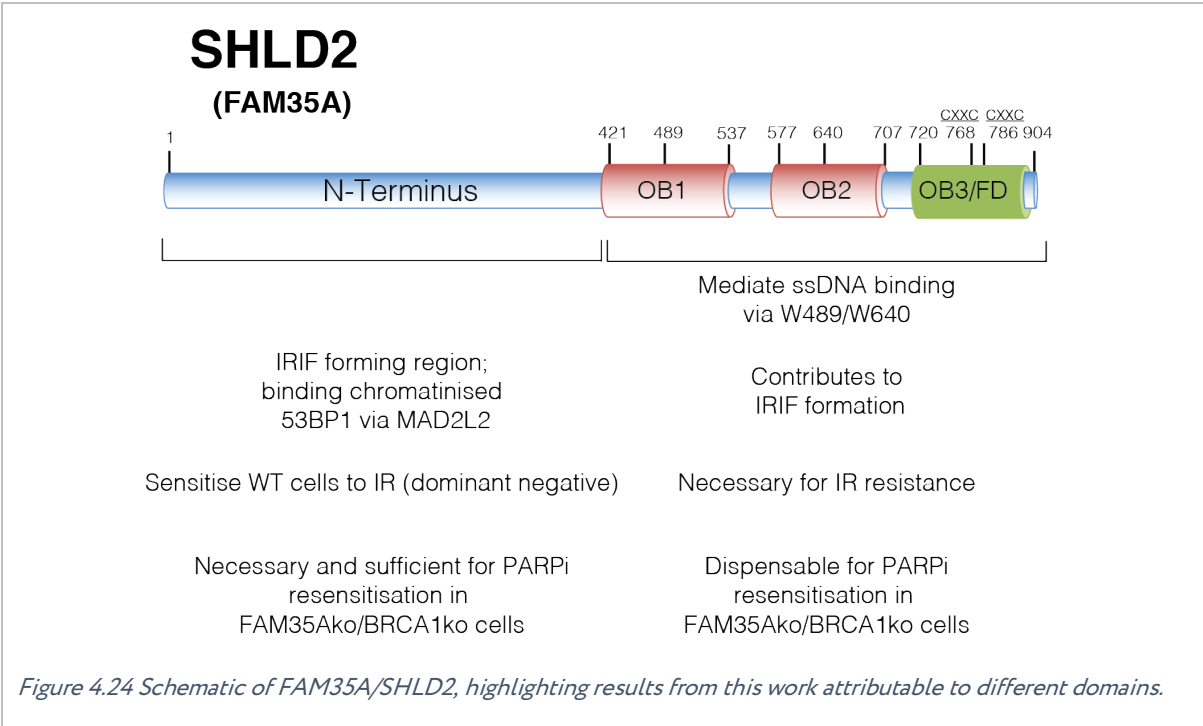 SHLD2
(FAM35A)
CXXC CXXC
1 421 489 537 577 640 707 720 768 786 904
N-Terminus OB1 OB2 OB3/FD
Mediate ssDNA binding
via W489/W640
IRIF forming region;
binding chromatinised
53BP1 via MAD2L2
Contributes to
IRIF formation
Sensitise WT cells to IR (dominant negative)
Necessary for IR resistance
Necessary and sufficient for PARPi
resensitisation in
FAM35Ako/BRCA1ko cells
Dispensable for PARPi
resensitisation in
FAM35Ako/BRCA1ko cells
Figure 4.24 Schematic of FAM35A/SHLD2, highlighting results from this work attributable to different domains.